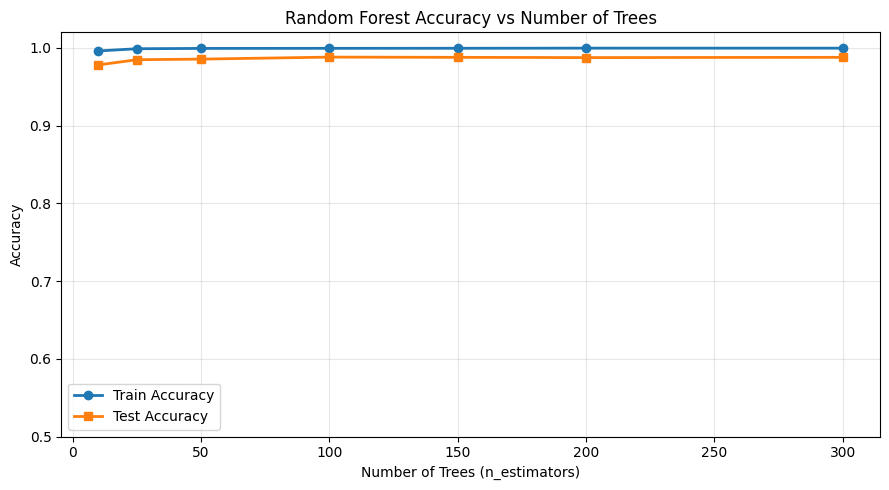 Random Forest Accuracy vs Number of Trees
1.0
0.9
0.8
0.7
0.6
0.5
Accuracy
Train Accuracy
Test Accuracy
0 50 100 150 200 250 300
Number of Trees (n_estimators)